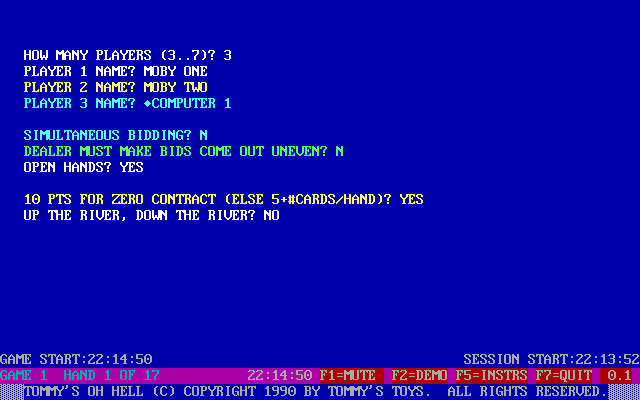 HOW MANY PLAYERS (3..7)? 3
PLAYER 1 NAME? MOBY ONE
PLAYER 2 NAME? MOBY TWO
PLAYER 3 NAME? ♦COMPUTER 1
SIMULTANEOUS BIDDING? N
DEALER MUST MAKE BIDS COME OUT UNEVEN? N
OPEN HANDS? YES
10 PTS FOR ZERO CONTRACT (ELSE 5+#CARDS/HAND)? YES
UP THE RIVER, DOWN THE RIVER? NO
GAME START:22:14:50 SESSION START:22:13:52
GAME 1 HAND 1 OF 17 22:14:50 F1=MUTE F2=DEMO F5=INSTRS F7=QUIT 0.1
TOMMY'S OH HELL (C) COPYRIGHT 1990 BY TOMMY'S TOYS. ALL RIGHTS RESERVED.